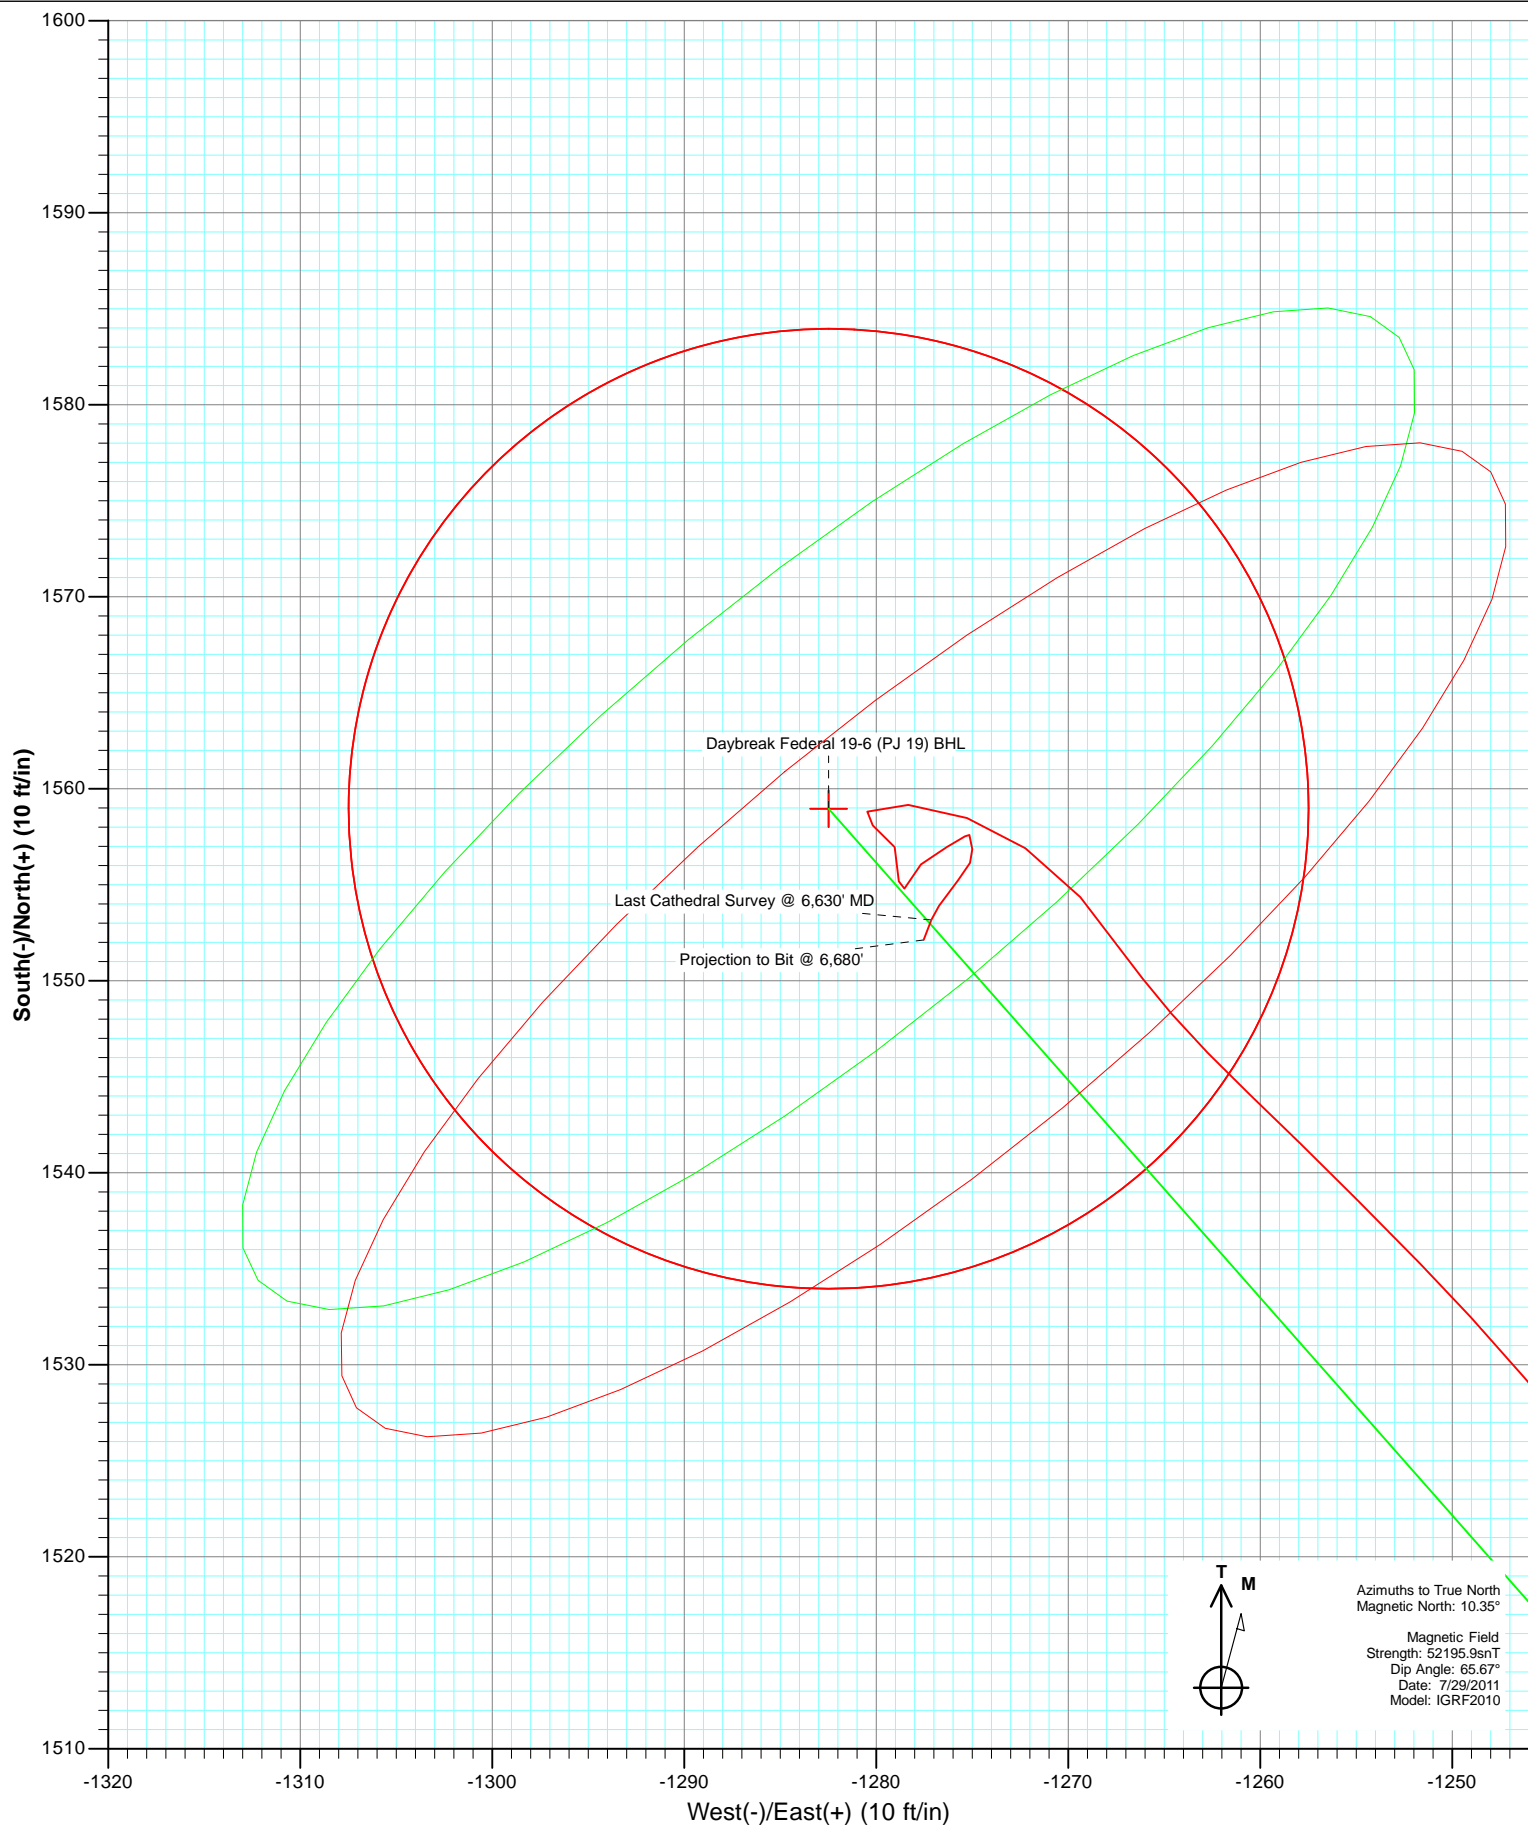 1600
1590
1580
1570
1560
1550
1540
1530
1520
1510
South(-)/North(+) (10 ft/in)
Daybreak Federal 19-6 (PJ 19) BHL
Last Cathedral Survey @ 6,630' MD
Projection to Bit @ 6,680'
T
M
Azimuths to True North
Magnetic North: 10.35°
Magnetic Field
Strength: 52195.9snT
Dip Angle: 65.67°
Date: 7/29/2011
Model: IGRF2010
-1320
-1310
-1300
-1290
-1280
-1270
-1260
-1250
West(-)/East(+) (10 ft/in)